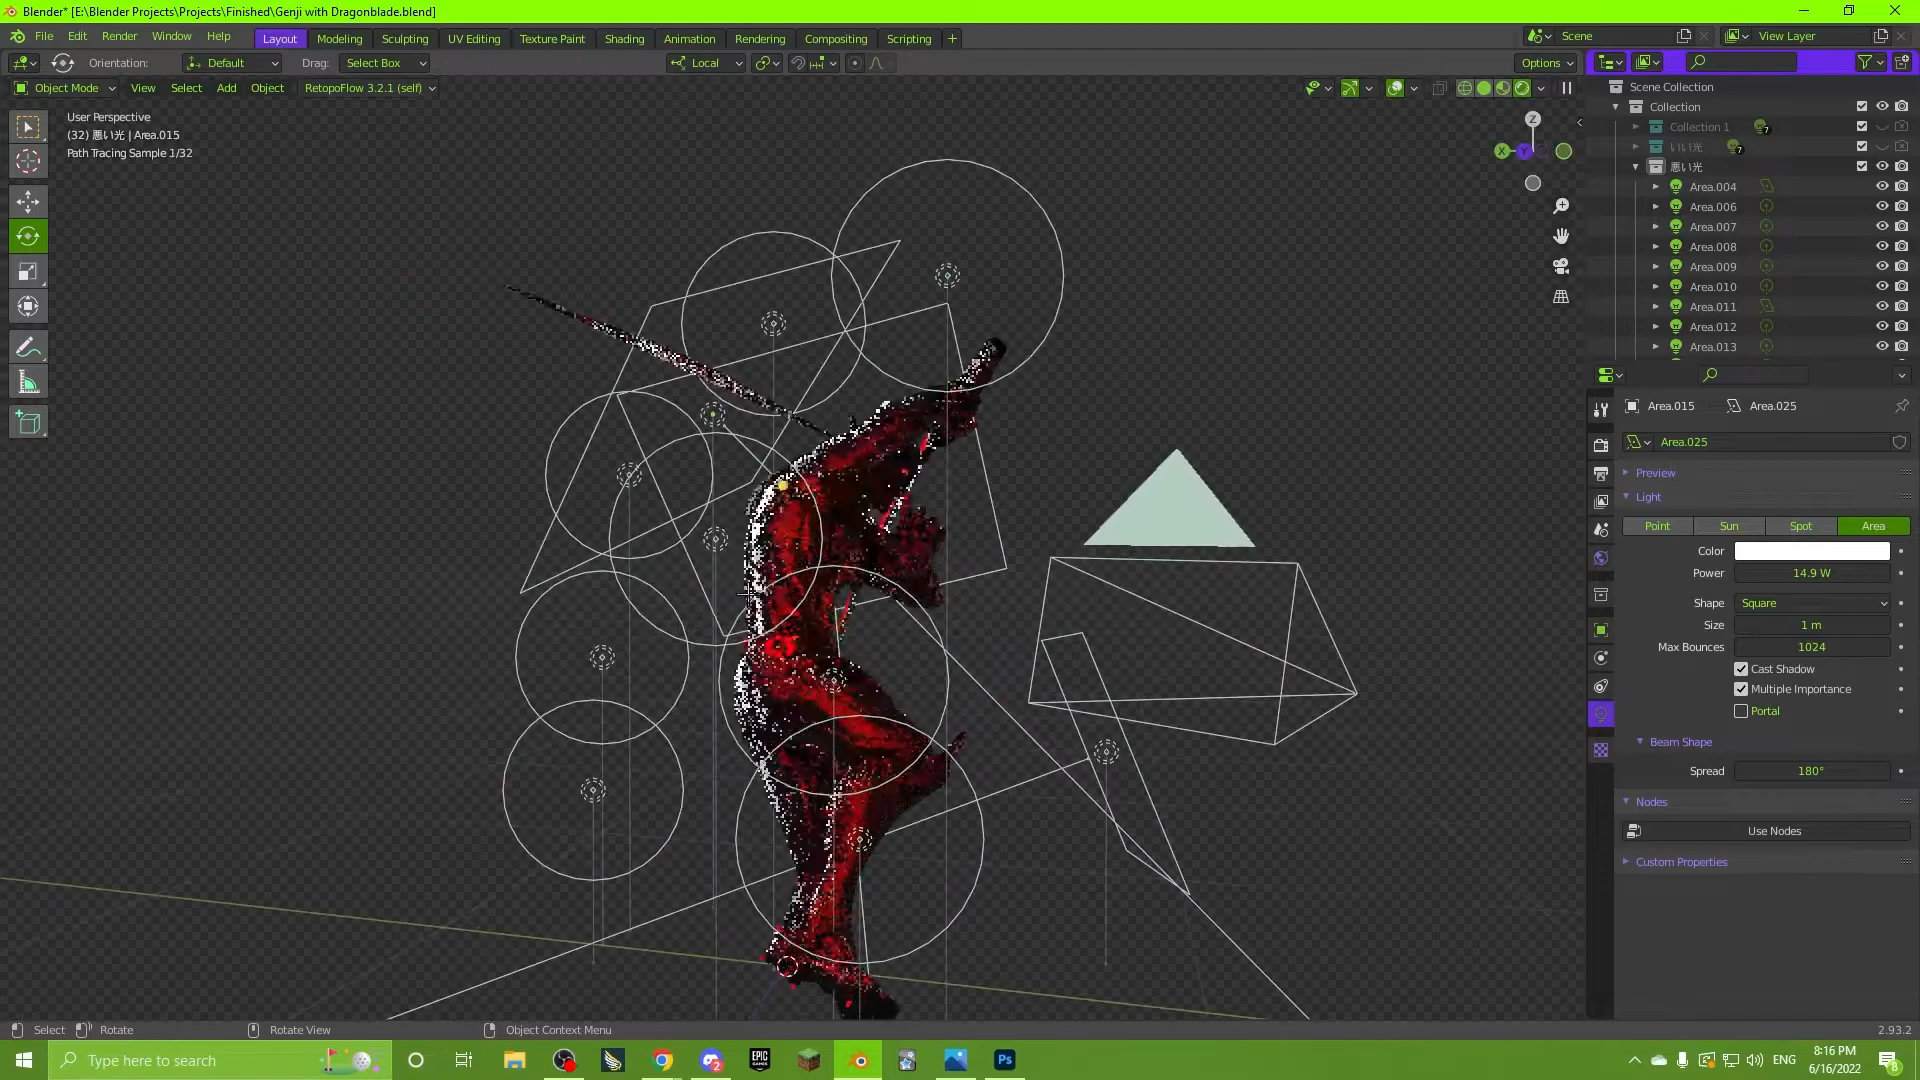 Blender* [E:\Blender Projects\Projects\Finished\Genji with Dragonblade.blend]
File Edit Render Window Help Layout Modeling Sculpting UV Editing Texture Paint Shading Animation Rendering Compositing Scripting Scene View Layer
Orientation: Default Drag: Select Box Local Options
Object Mode View Select Add Object RetopoFlow 3.2.1 (self)
User Perspective
(32) 悪い光 | Area.015
Path Tracing Sample 1/32
Z
X
Y
Scene Collection
Collection
Collection 1 7
いい光 7
悪い光
Area.004
Area.006
Area.007
Area.008
Area.009
Area.010
Area.011
Area.012
Area.013
Area.015 Area.025
Area.025
Preview
Light
Point Sun Spot Area
Color
Power 14.9 W
Shape Square
Size 1 m
Max Bounces 1024
Cast Shadow
Multiple Importance
Portal
Beam Shape
Spread 180°
Nodes
Use Nodes
Custom Properties
Select Rotate Rotate View Object Context Menu 2.93.2
Type here to search
2
EPIC GAMES
Ps
ENG
8:16 PM
6/16/2022
8